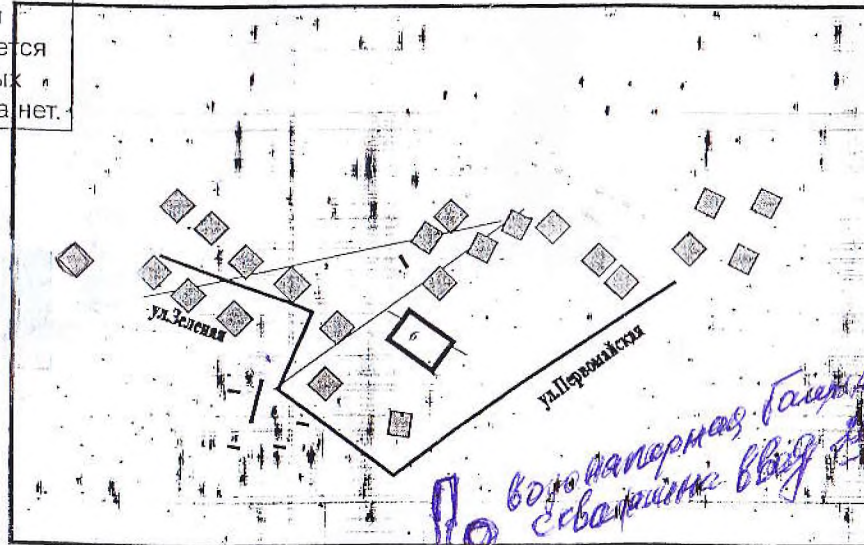 ется
ых
а нет.
ул.Зеленая
6
ул.Первомайская
водонапорная башня
скважина ввод